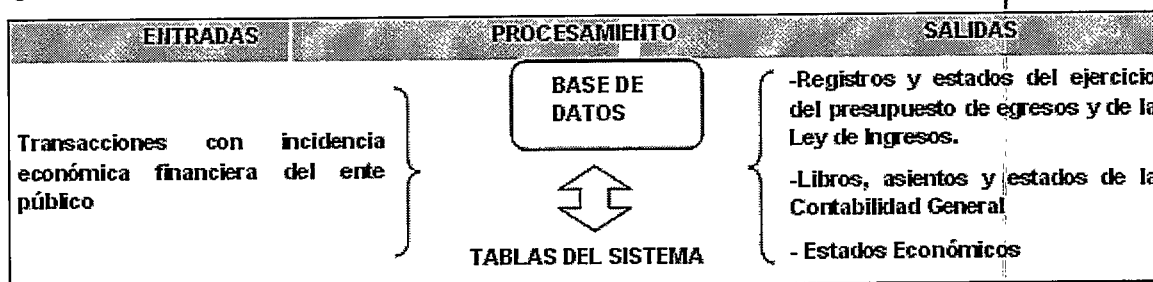 ENTRADAS PROCESAMIENTO SALIDAS
Transacciones con incidencia
económica financiera del ente
público
BASE DE
DATOS
TABLAS DEL SISTEMA
-Registros y estados del ejercicio
del presupuesto de egresos y de la
Ley de Ingresos.
-Libros, asientos y estados de la
Contabilidad General
- Estados Económicos